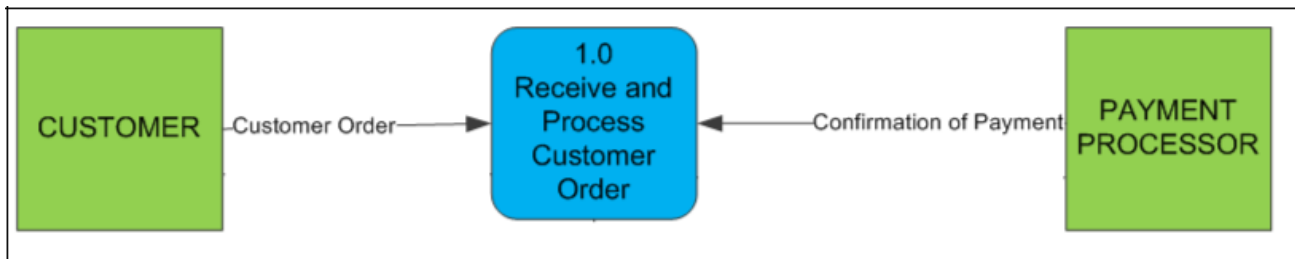 CUSTOMER
Customer Order
1.0
Receive and
Process
Customer
Order
Confirmation of Payment
PAYMENT
PROCESSOR